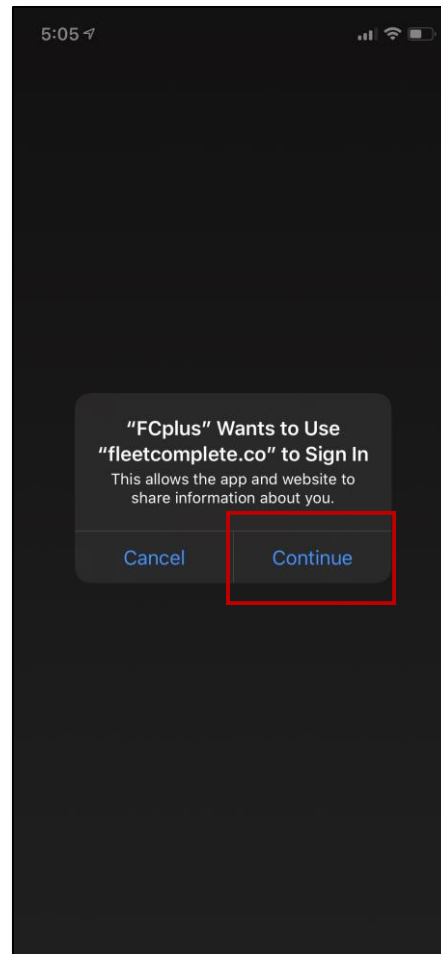 5:05
“FCplus” Wants to Use
“fleetcomplete.co” to Sign In
This allows the app and website to
share information about you.
Cancel
Continue